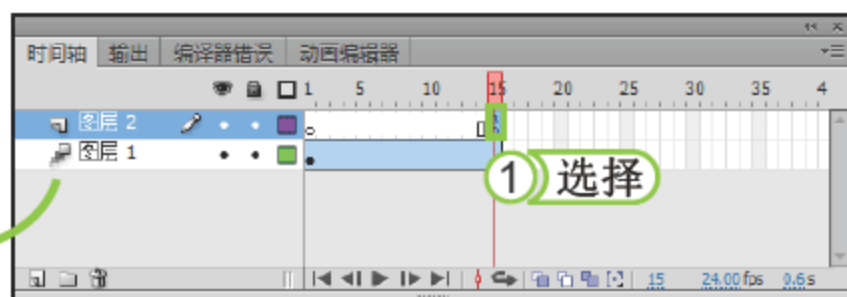 时间轴 输出 编译器错误 动画编辑器
1 5 10 15 20 25 30 35 4
图层 2
图层 1
1 选择
15 24.00 fps 0.6 s